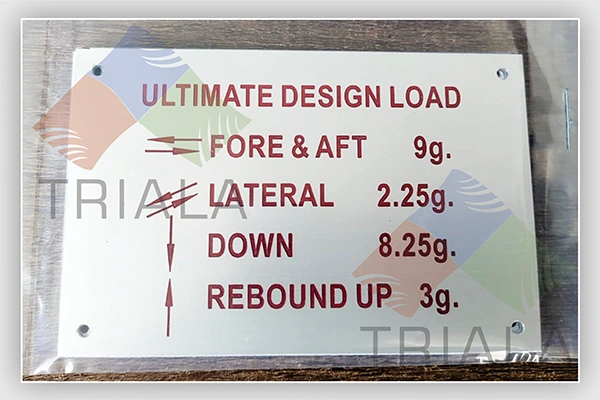 ULTIMATE DESIGN LOAD
FORE & AFT 9g.
LATERAL 2.25g.
DOWN 8.25g.
REBOUND UP 3g.
TRIALA
TRIALA